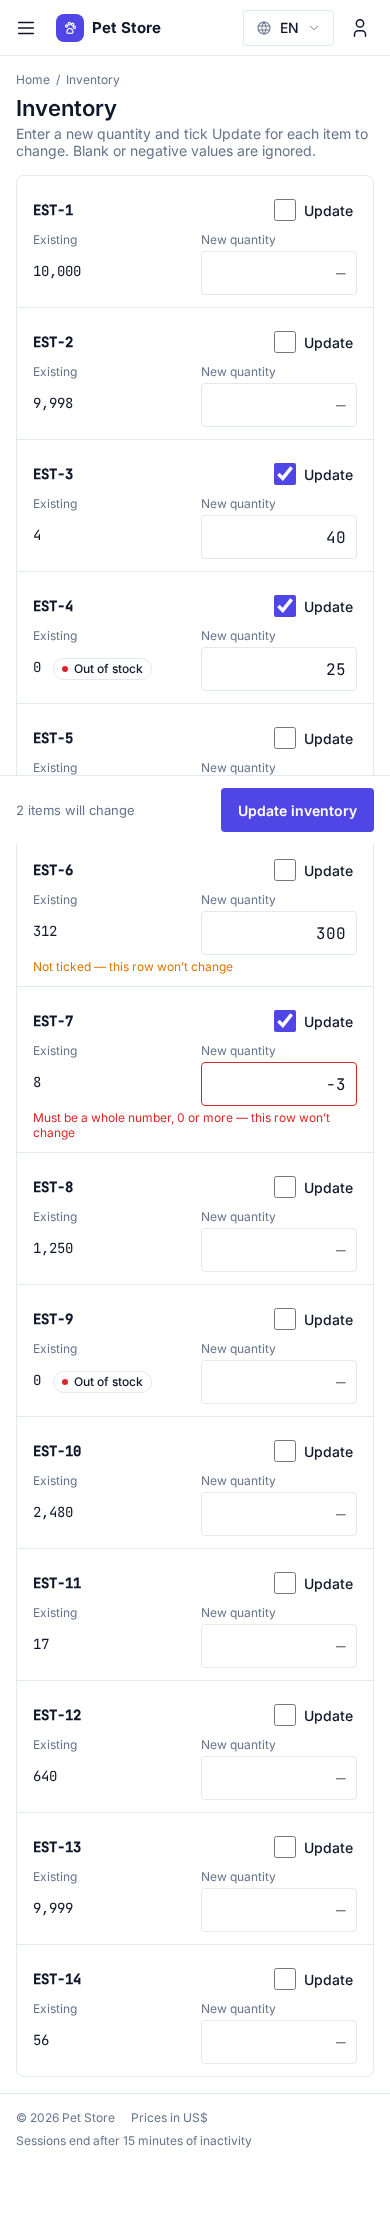 Pet Store
EN
Home / Inventory
Inventory
Enter a new quantity and tick Update for each item to
change. Blank or negative values are ignored.
EST-1
Update
Existing
New quantity
10,000
—
EST-2
Update
Existing
New quantity
9,998
—
EST-3
Update
Existing
New quantity
4
40
EST-4
Update
Existing
New quantity
0
Out of stock
25
EST-5
Update
Existing
New quantity
2 items will change
Update inventory
EST-6
Update
Existing
New quantity
312
300
Not ticked — this row won’t change
EST-7
Update
Existing
New quantity
8
-3
Must be a whole number, 0 or more — this row won’t
change
EST-8
Update
Existing
New quantity
1,250
—
EST-9
Update
Existing
New quantity
0
Out of stock
—
EST-10
Update
Existing
New quantity
2,480
—
EST-11
Update
Existing
New quantity
17
—
EST-12
Update
Existing
New quantity
640
—
EST-13
Update
Existing
New quantity
9,999
—
EST-14
Update
Existing
New quantity
56
—
© 2026 Pet Store
Prices in US$
Sessions end after 15 minutes of inactivity